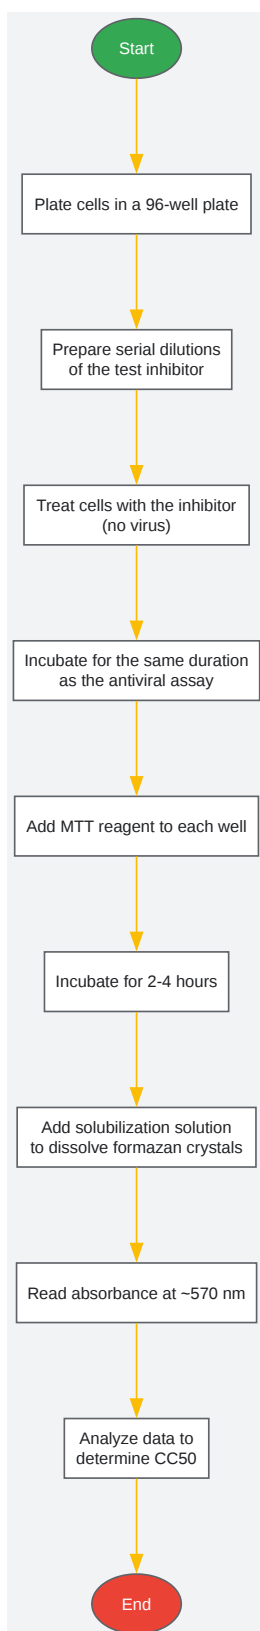 Start
Plate cells in a 96-well plate
Prepare serial dilutions
of the test inhibitor
Treat cells with the inhibitor
(no virus)
Incubate for the same duration
as the antiviral assay
Add MTT reagent to each well
Incubate for 2-4 hours
Add solubilization solution
to dissolve formazan crystals
Read absorbance at ~570 nm
Analyze data to
determine CC50
End